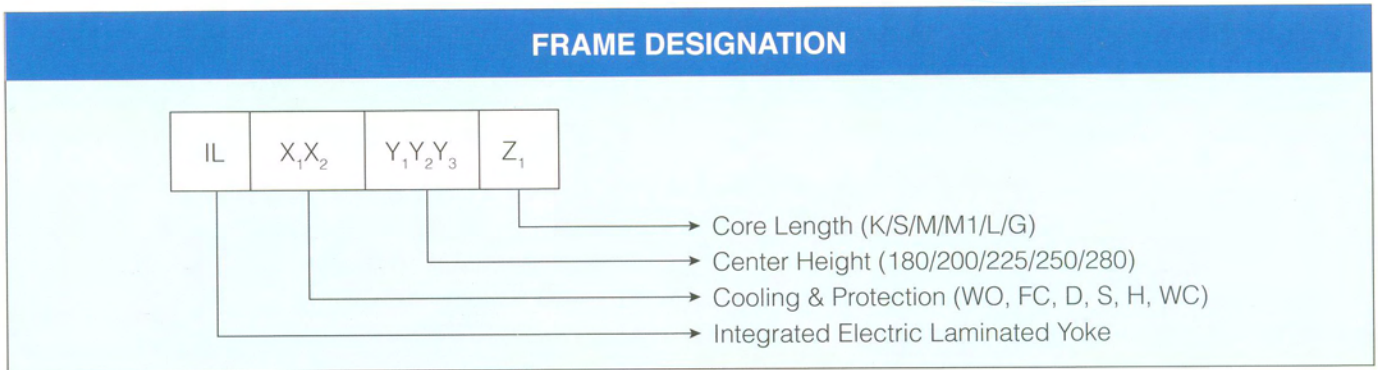 FRAME DESIGNATION
IL X₁X₂ Y₁Y₂Y₃ Z₁
Core Length (K/S/M/M1/L/G)
Center Height (180/200/225/250/280)
Cooling & Protection (WO, FC, D, S, H, WC)
Integrated Electric Laminated Yoke